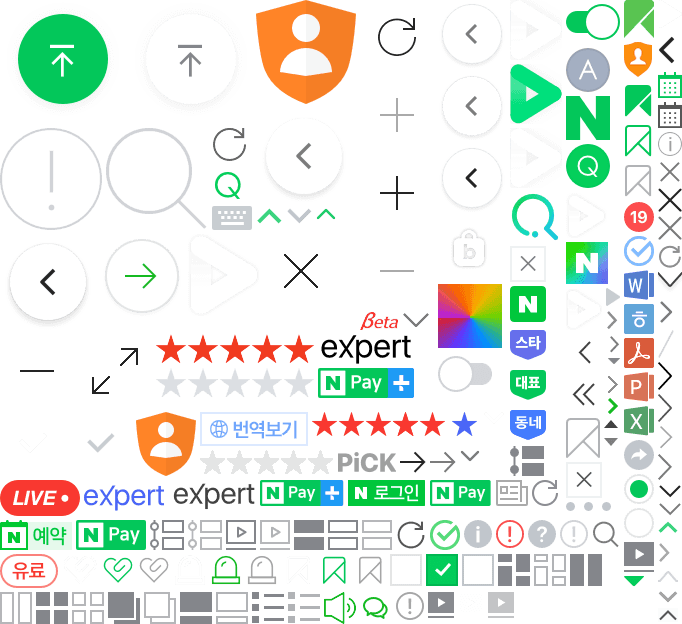 A
N
Q
19
b
N
W
N
βeta
ㅎ
스타
expert
N Pay +
대표
P
번역보기
동네
X
PiCK
LIVE
expert
expert
N Pay +
N 로그인
N Pay
예약
N Pay
유료